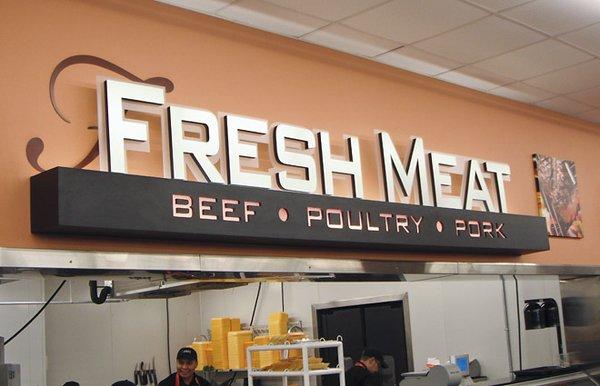 FRESH MEAT
BEEF • POULTRY • PORK